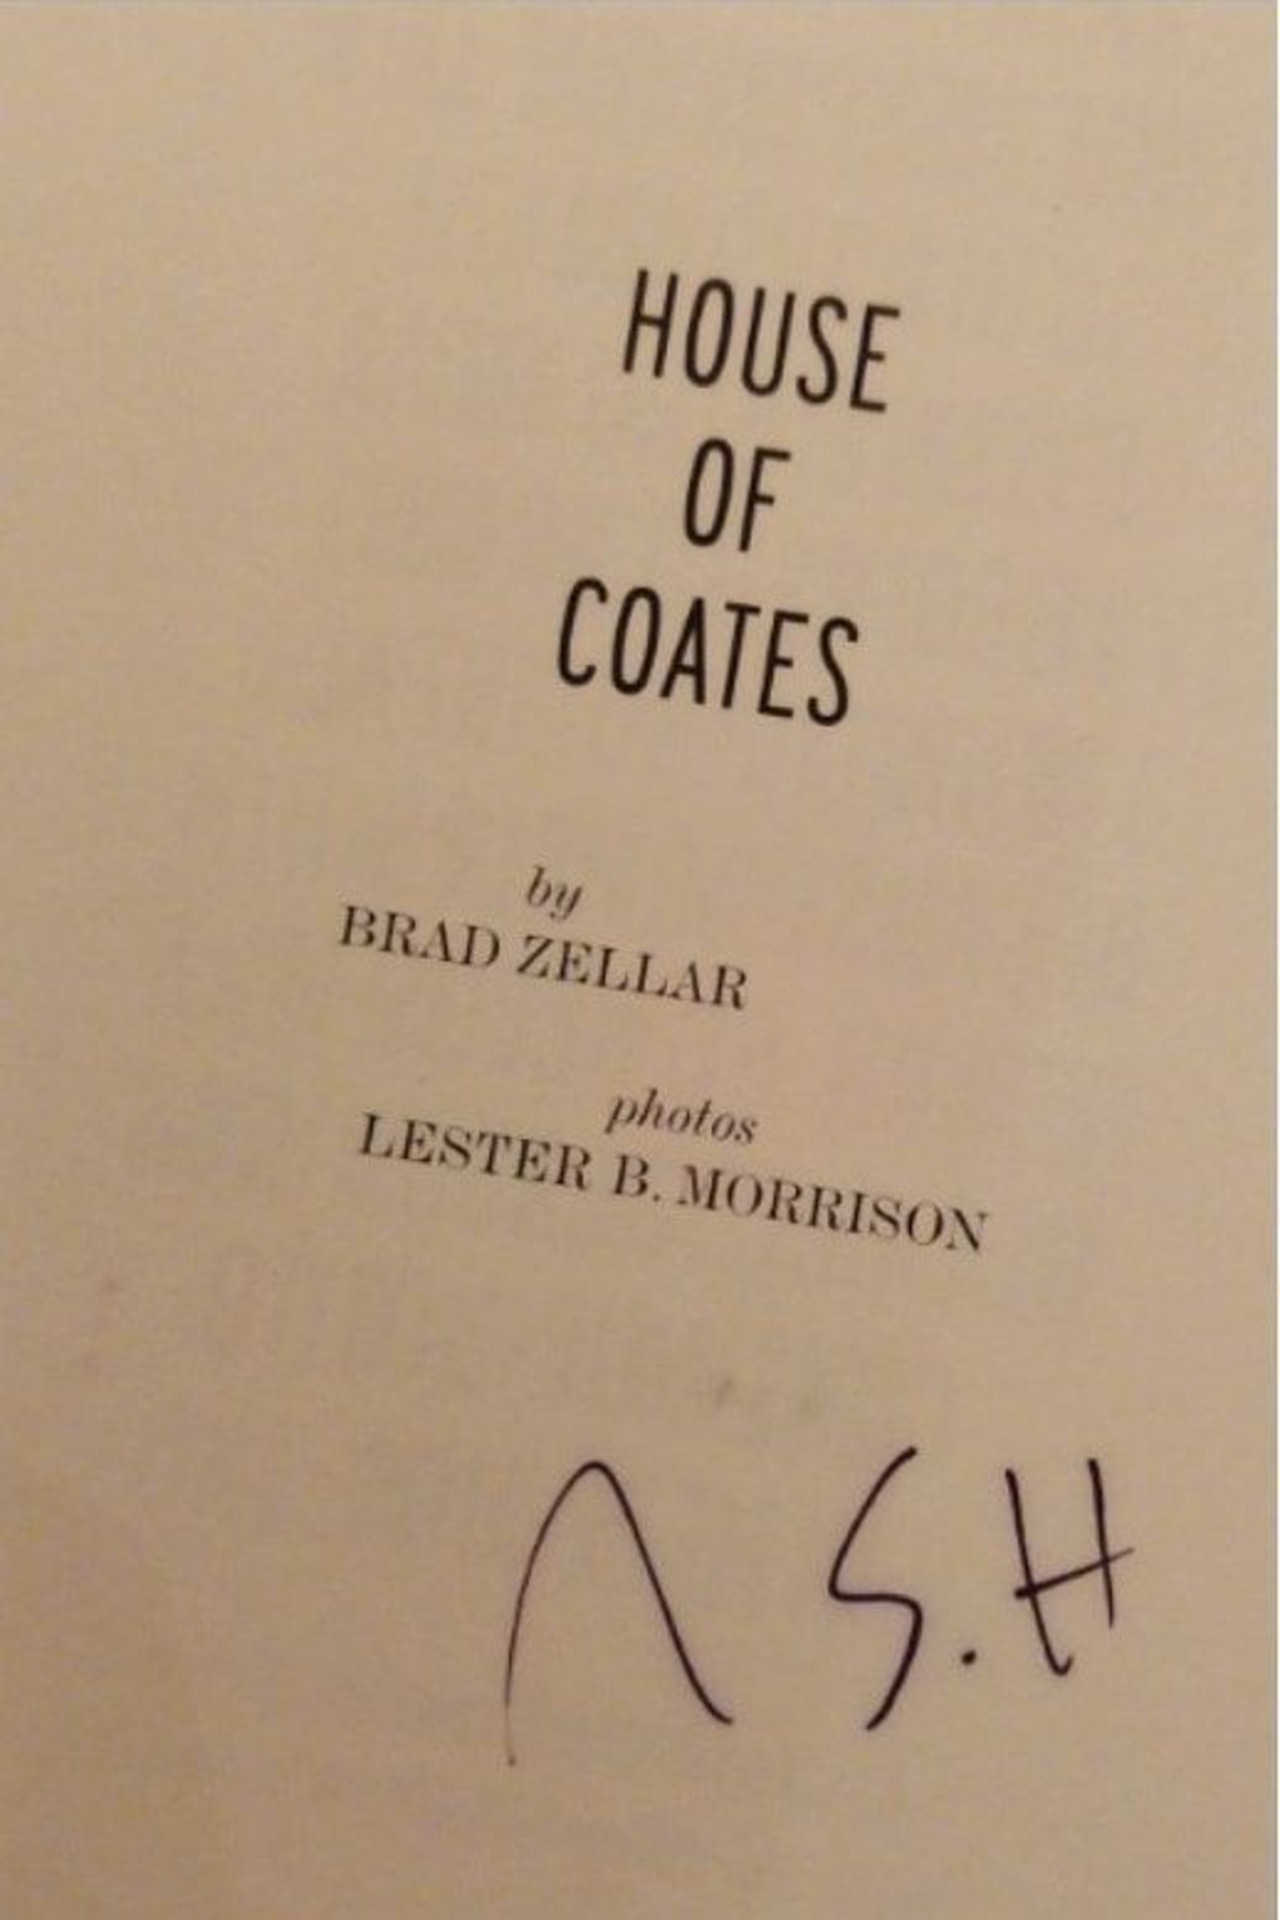 HOUSE
OF
COATES
by
BRAD ZELLAR
photos
LESTER B. MORRISON
S.H